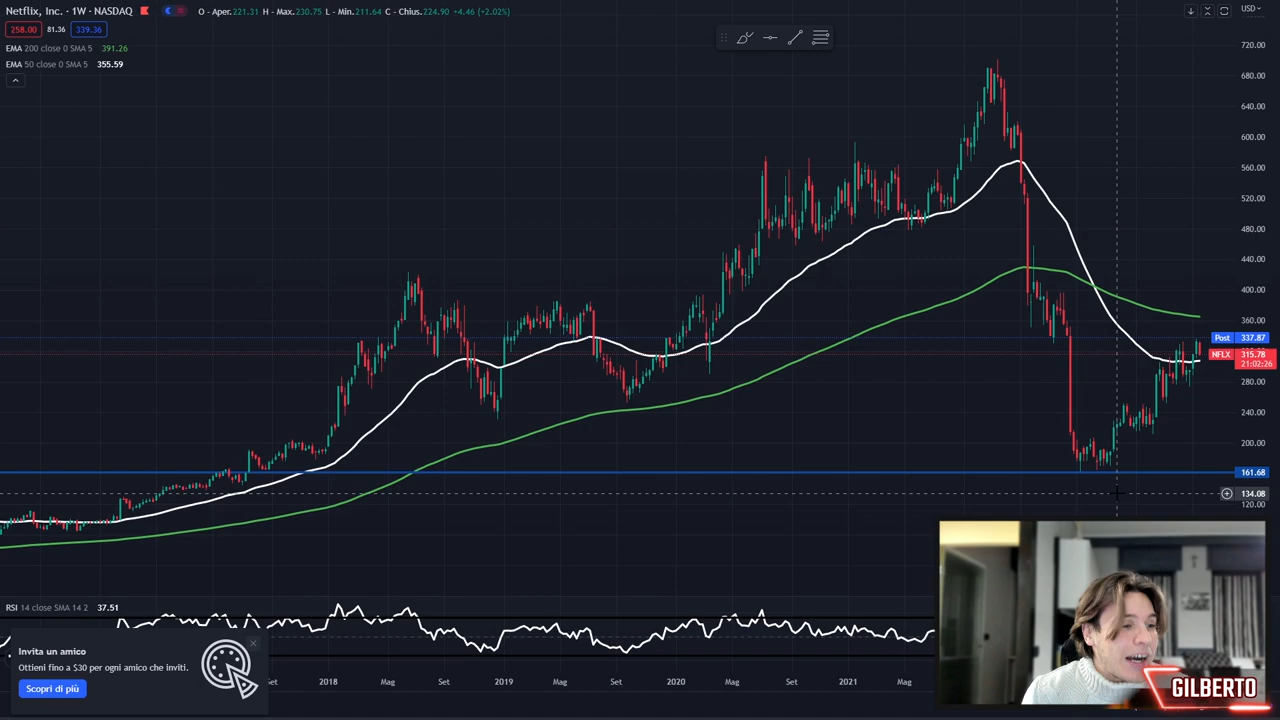 Netflix, Inc. · 1W · NASDAQ O - Aper.221.31 H - Max.230.75 L - Min.211.64 C - Chius.224.90 +4.46 (+2.02%)
258.00 81.36 339.36
EMA 200 close 0 SMA 5 391.26
EMA 50 close 0 SMA 5 355.59
USD
720.00
680.00
640.00
600.00
560.00
520.00
480.00
440.00
400.00
360.00
Post 337.87
NFLX 315.78
21:02:26
280.00
240.00
200.00
161.68
134.08
120.00
RSI 14 close SMA 14 2 37.51
Invita un amico
Ottieni fino a $30 per ogni amico che inviti.
Scopri di più
Set 2018 Mag Set 2019 Mag Set 2020 Mag Set 2021 Mag
GILBERTO